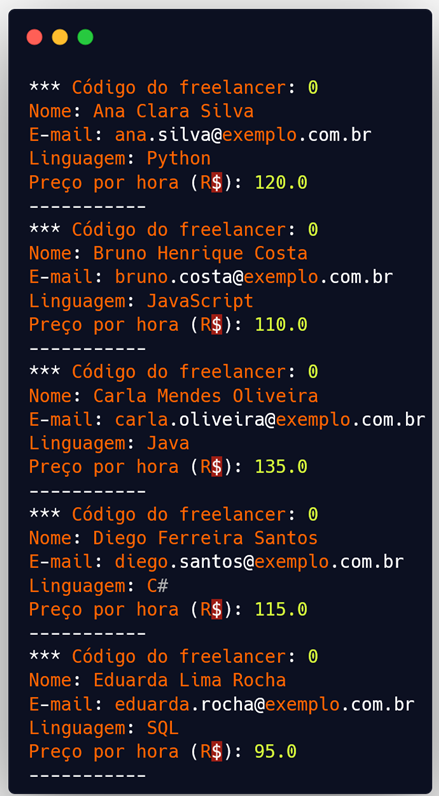 *** Código do freelancer: 0
Nome: Ana Clara Silva
E-mail: ana.silva@exemplo.com.br
Linguagem: Python
Preço por hora (R$): 120.0
-----------
*** Código do freelancer: 0
Nome: Bruno Henrique Costa
E-mail: bruno.costa@exemplo.com.br
Linguagem: JavaScript
Preço por hora (R$): 110.0
-----------
*** Código do freelancer: 0
Nome: Carla Mendes Oliveira
E-mail: carla.oliveira@exemplo.com.br
Linguagem: Java
Preço por hora (R$): 135.0
-----------
*** Código do freelancer: 0
Nome: Diego Ferreira Santos
E-mail: diego.santos@exemplo.com.br
Linguagem: C#
Preço por hora (R$): 115.0
-----------
*** Código do freelancer: 0
Nome: Eduarda Lima Rocha
E-mail: eduarda.rocha@exemplo.com.br
Linguagem: SQL
Preço por hora (R$): 95.0
-----------